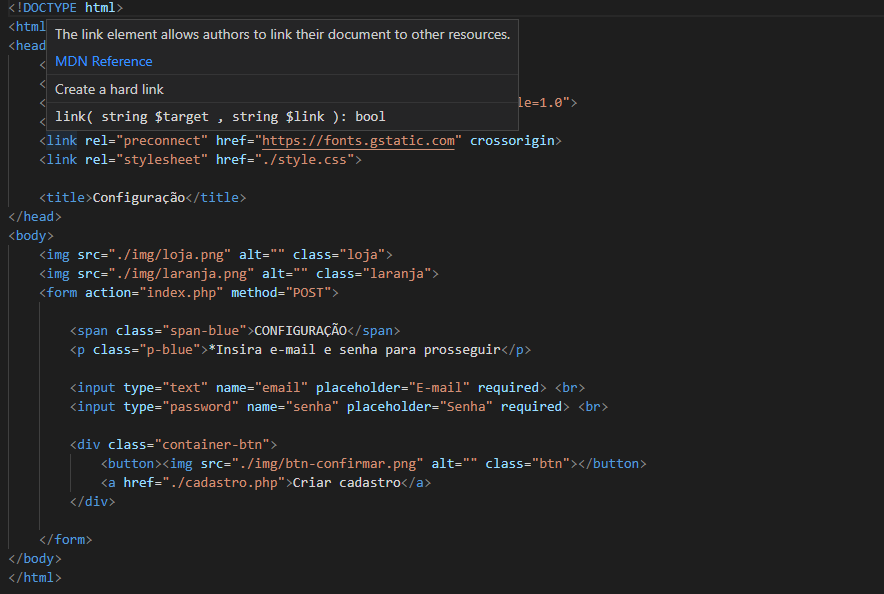 <!DOCTYPE html>
<html
<head
<
<
< le=1.0">
<
The link element allows authors to link their document to other resources.
MDN Reference
Create a hard link
link( string $target , string $link ): bool
<link rel="preconnect" href="https://fonts.gstatic.com" crossorigin>
<link rel="stylesheet" href="./style.css">
<title>Configuração</title>
</head>
<body>
<img src="./img/loja.png" alt="" class="loja">
<img src="./img/laranja.png" alt="" class="laranja">
<form action="index.php" method="POST">
<span class="span-blue">CONFIGURAÇÃO</span>
<p class="p-blue">*Insira e-mail e senha para prosseguir</p>
<input type="text" name="email" placeholder="E-mail" required> <br>
<input type="password" name="senha" placeholder="Senha" required> <br>
<div class="container-btn">
<button><img src="./img/btn-confirmar.png" alt="" class="btn"></button>
<a href="./cadastro.php">Criar cadastro</a>
</div>
</form>
</body>
</html>